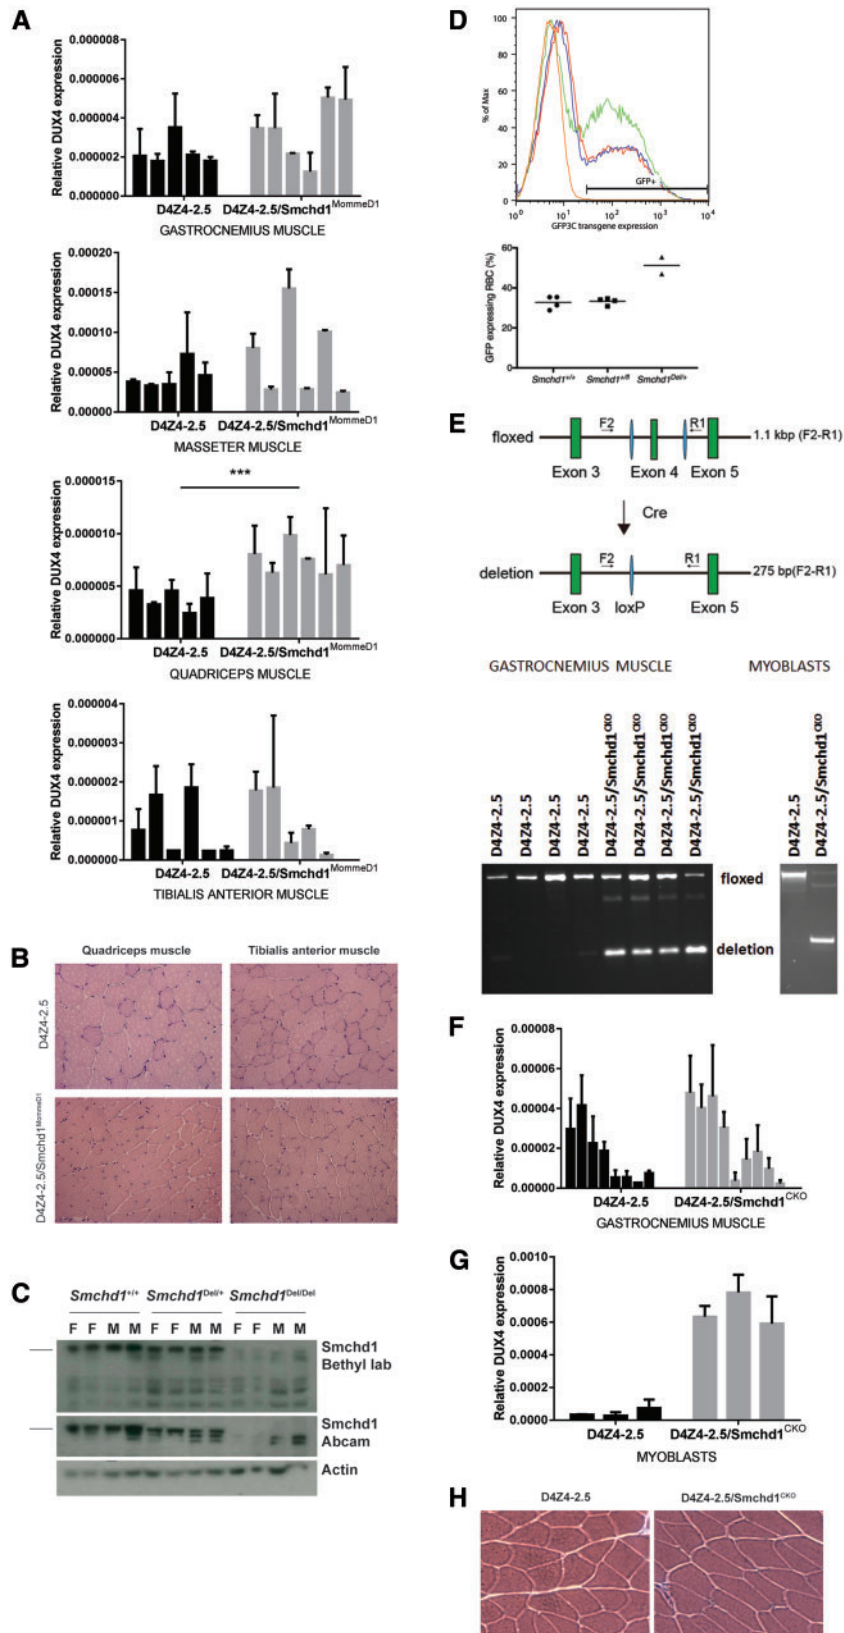 A
Relative DUX4 expression
0.000008
0.000006
0.000004
0.000002
0.000000
D4Z4-2.5 D4Z4-2.5/Smchd1MommeD1
GASTROCNEMIUS MUSCLE
Relative DUX4 expression
0.00020
0.00015
0.00010
0.00005
0.00000
D4Z4-2.5 D4Z4-2.5/Smchd1MommeD1
MASSETER MUSCLE
Relative DUX4 expression
0.000015
0.000010
0.000005
0.000000
***
D4Z4-2.5 D4Z4-2.5/Smchd1MommeD1
QUADRICEPS MUSCLE
Relative DUX4 expression
0.000004
0.000003
0.000002
0.000001
0.000000
D4Z4-2.5 D4Z4-2.5/Smchd1MommeD1
TIBIALIS ANTERIOR MUSCLE
B
Quadriceps muscle Tibialis anterior muscle
D4Z4-2.5
D4Z4-2.5/Smchd1MommeD1
C
Smchd1+/+ Smchd1Del/+ Smchd1Del/Del
F F M M F F M M F F M M
Smchd1
Bethyl lab
Smchd1
Abcam
Actin
D
% of Max
100
80
60
40
20
0
GFP+
10⁰ 10¹ 10² 10³ 10⁴
GFP3C transgene expression
GFP expressing RBC (%)
60
40
20
0
Smchd1+/+ Smchd1+/fl Smchd1Del/+
E
floxed F2 R1 1.1 kbp (F2-R1)
Exon 3 Exon 4 Exon 5
Cre
deletion F2 R1 275 bp(F2-R1)
Exon 3 loxP Exon 5
GASTROCNEMIUS MUSCLE MYOBLASTS
D4Z4-2.5
D4Z4-2.5
D4Z4-2.5
D4Z4-2.5
D4Z4-2.5/Smchd1CKO
D4Z4-2.5/Smchd1CKO
D4Z4-2.5/Smchd1CKO
D4Z4-2.5/Smchd1CKO
D4Z4-2.5
D4Z4-2.5/Smchd1CKO
floxed
deletion
F
Relative DUX4 expression
0.00008
0.00006
0.00004
0.00002
0.00000
D4Z4-2.5 D4Z4-2.5/Smchd1CKO
GASTROCNEMIUS MUSCLE
G
Relative DUX4 expression
0.0010
0.0008
0.0006
0.0004
0.0002
0.0000
D4Z4-2.5 D4Z4-2.5/Smchd1CKO
MYOBLASTS
H
D4Z4-2.5 D4Z4-2.5/Smchd1CKO